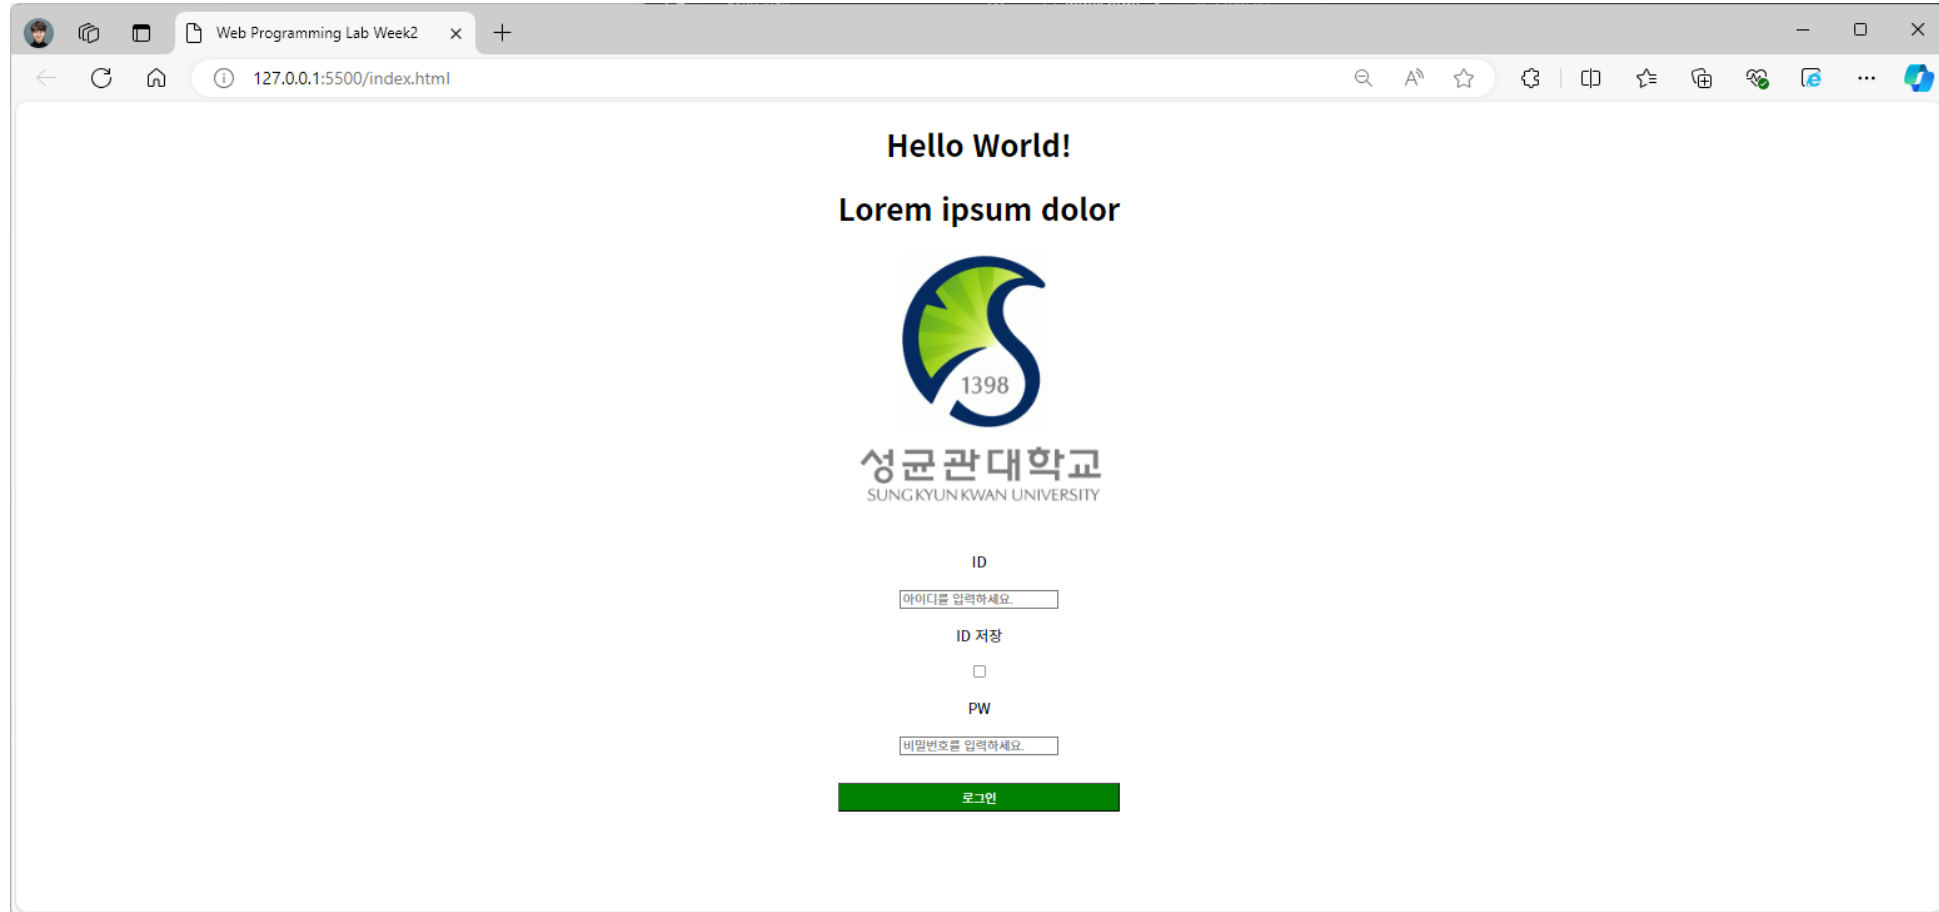 Web Programming Lab Week2
127.0.0.1:5500/index.html
Hello World!
Lorem ipsum dolor
1398
성균관대학교
SUNGKYUNKWAN UNIVERSITY
ID
아이디를 입력하세요.
ID 저장
PW
비밀번호를 입력하세요.
로그인